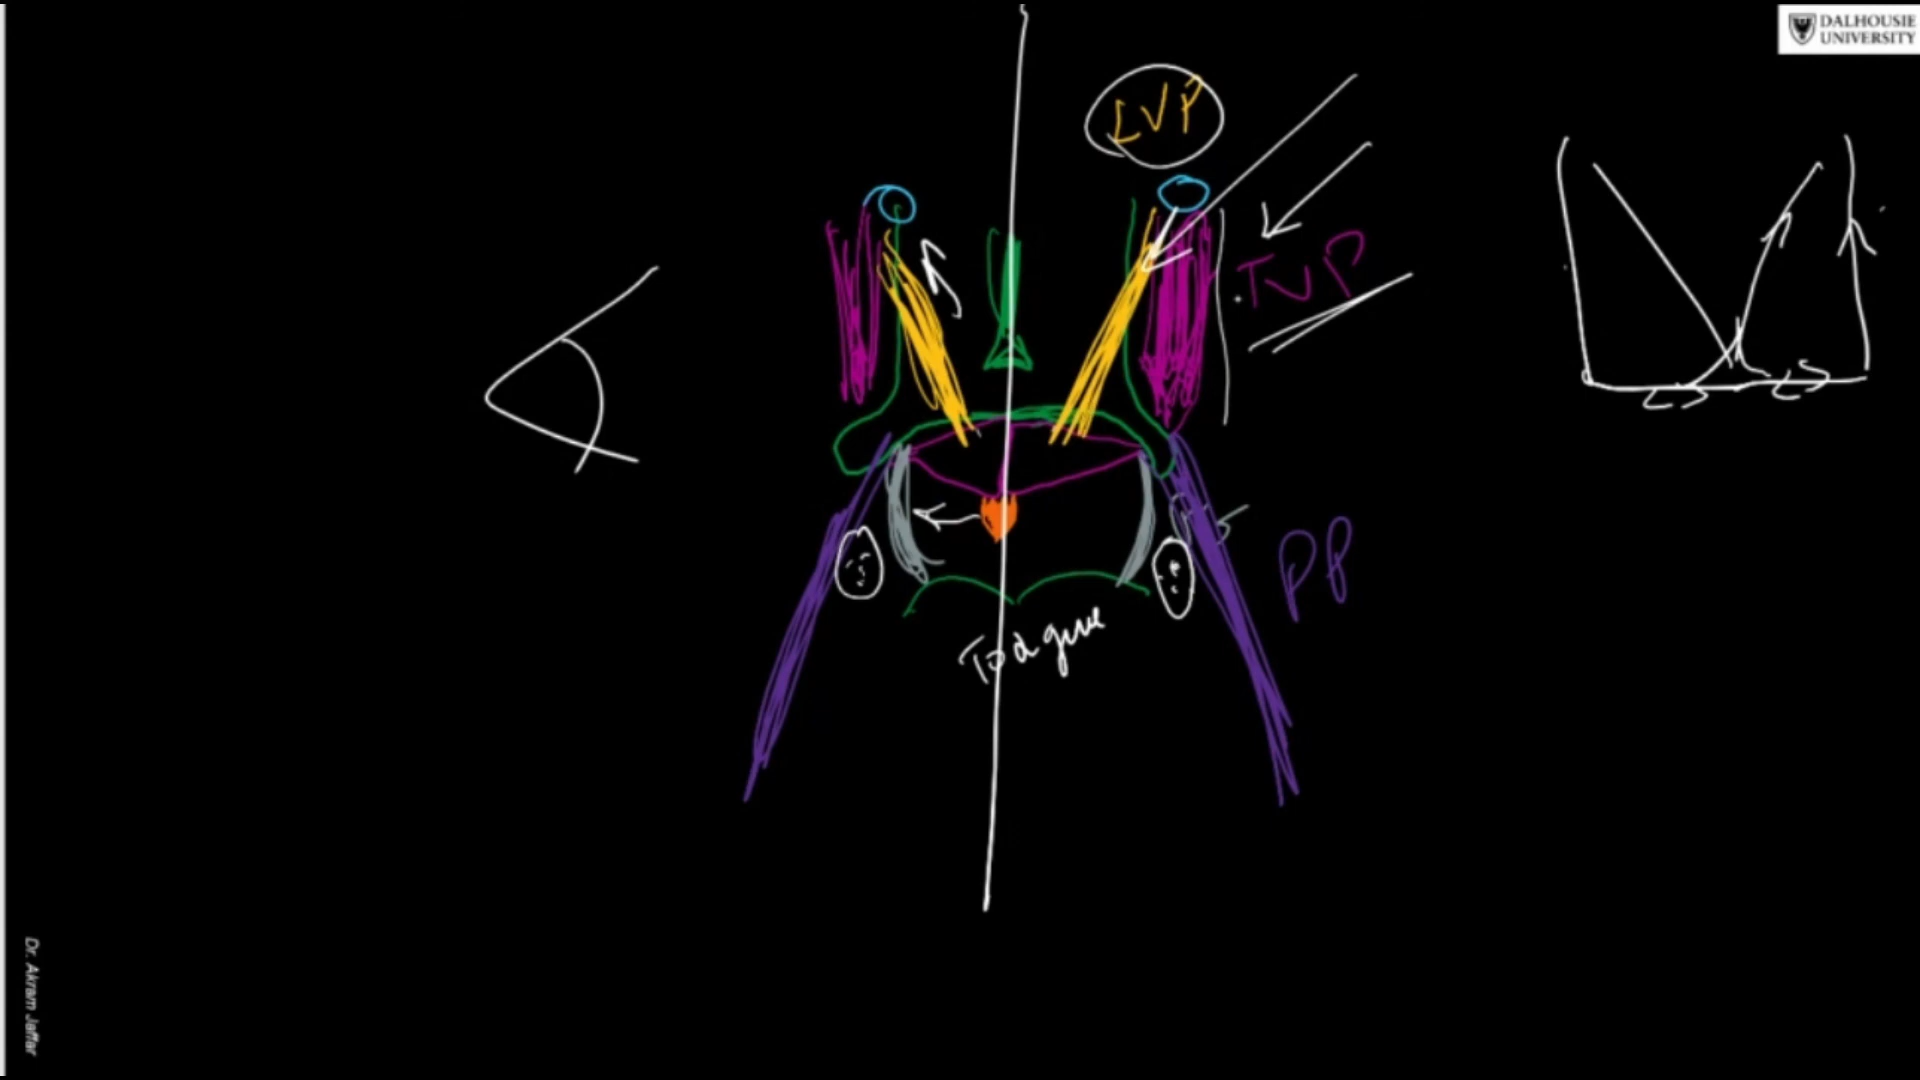 DALHOUSIE
UNIVERSITY
LVP
TVP
PP
Tongue
Dr. Akram Jaffar